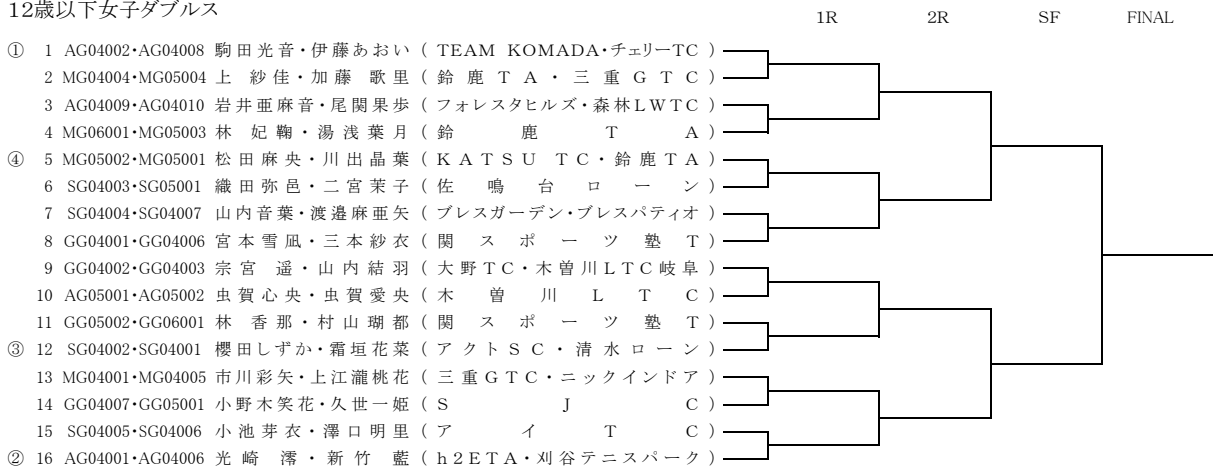 12歳以下女子ダブルス
1R 2R SF FINAL
① 1 AG04002・AG04008 駒田光音・伊藤あおい ( TEAM KOMADA・チェリーTC )
2 MG04004・MG05004 上 紗佳・加藤 歌里 ( 鈴鹿TA・三重GTC )
3 AG04009・AG04010 岩井亜麻音・尾関果歩 ( フォレスタヒルズ・森林LWTC )
4 MG06001・MG05003 林 妃鞠・湯浅葉月 ( 鈴鹿TA )
④ 5 MG05002・MG05001 松田麻央・川出晶葉 ( KATSU TC・鈴鹿TA )
6 SG04003・SG05001 織田弥邑・二宮茉子 ( 佐鳴台ローン )
7 SG04004・SG04007 山内音葉・渡邉麻亜矢 ( ブレスガーデン・ブレスパティオ )
8 GG04001・GG04006 宮本雪凪・三本紗衣 ( 関スポーツ塾T )
9 GG04002・GG04003 宗宮 遥・山内結羽 ( 大野TC・木曽川LTC岐阜 )
10 AG05001・AG05002 虫賀心央・虫賀愛央 ( 木曽川LTC )
11 GG05002・GG06001 林 香那・村山瑚都 ( 関スポーツ塾T )
③ 12 SG04002・SG04001 櫻田しずか・霜垣花菜 ( アクトSC・清水ローン )
13 MG04001・MG04005 市川彩矢・上江瀧桃花 ( 三重GTC・ニックインドア )
14 GG04007・GG05001 小野木笑花・久世一姫 ( SJC )
15 SG04005・SG04006 小池芽衣・澤口明里 ( アイTC )
② 16 AG04001・AG04006 光崎 澪・新竹 藍 ( h2ETA・刈谷テニスパーク )